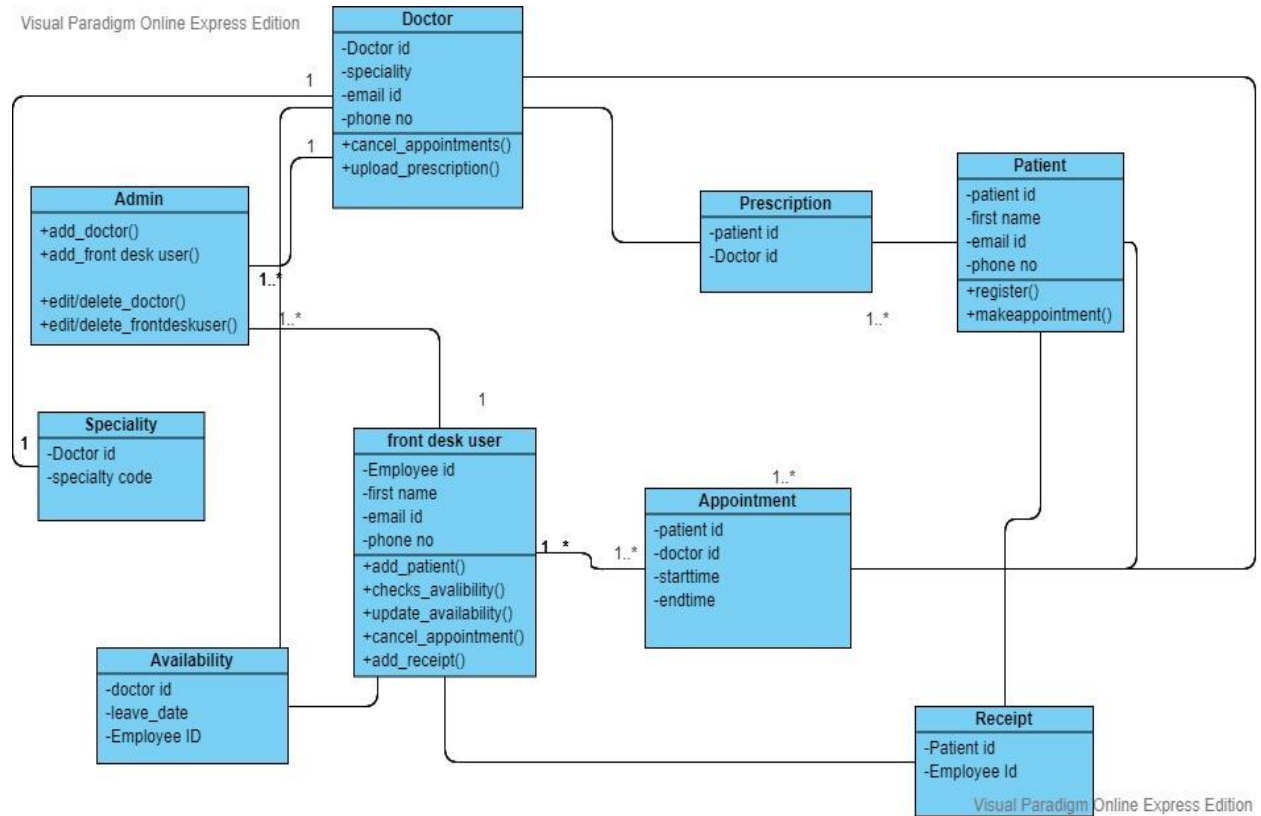 Visual Paradigm Online Express Edition
Doctor
-Doctor id
-speciality
-email id
-phone no
+cancel_appointments()
+upload_prescription()
1
1
Admin
+add_doctor()
+add_front desk user()
+edit/delete_doctor()
+edit/delete_frontdeskuser()
1..*
1..*
Prescription
-patient id
-Doctor id
Patient
-patient id
-first name
-email id
-phone no
+register()
+makeappointment()
1..*
1
Speciality
-Doctor id
-specialty code
1
front desk user
-Employee id
-first name
-email id
-phone no
+add_patient()
+checks_avalibility()
+update_availability()
+cancel_appointment()
+add_receipt()
1..*
1..*
1..*
Appointment
-patient id
-doctor id
-starttime
-endtime
Availability
-doctor id
-leave_date
-Employee ID
Receipt
-Patient id
-Employee Id
Visual Paradigm Online Express Edition